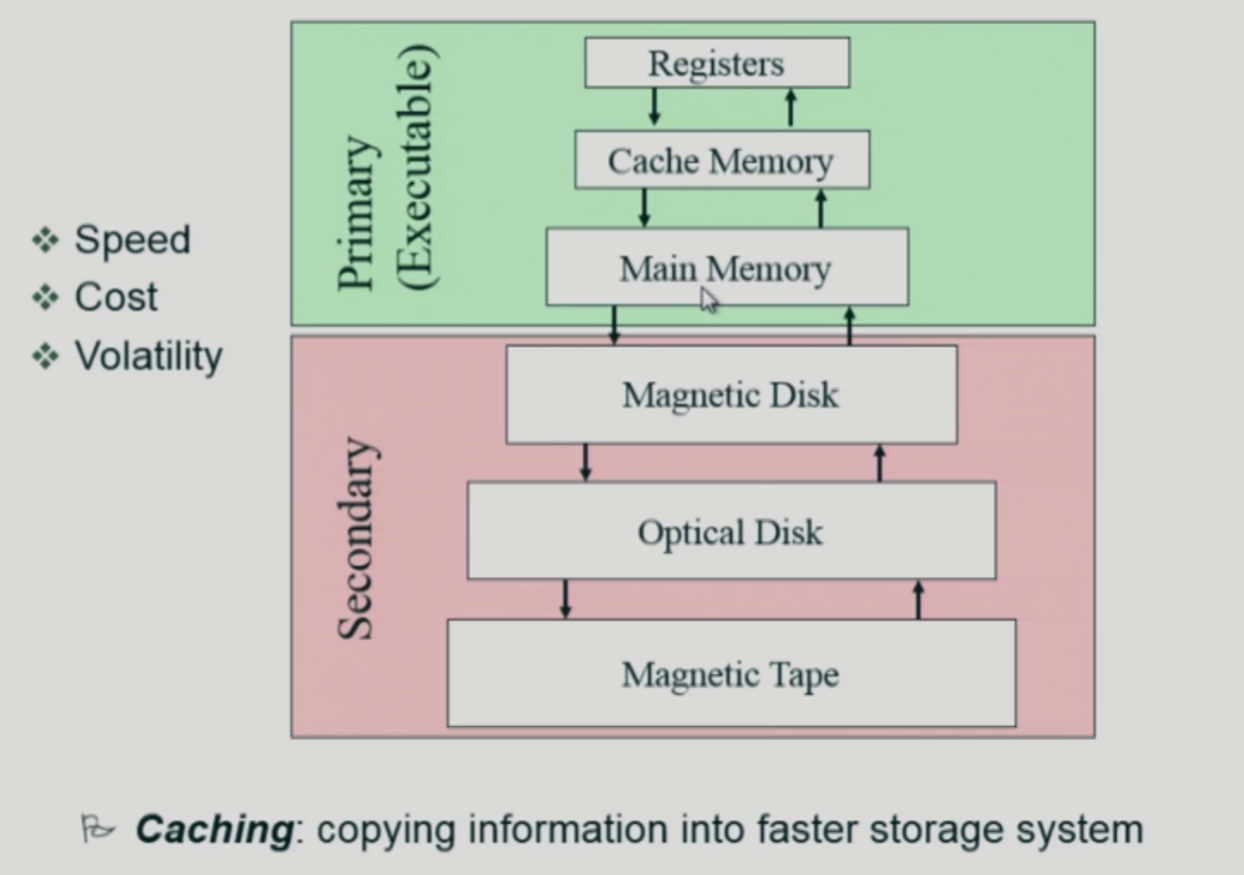 Speed
Cost
Volatility
Primary
(Executable)
Registers
Cache Memory
Main Memory
Secondary
Magnetic Disk
Optical Disk
Magnetic Tape
Caching: copying information into faster storage system